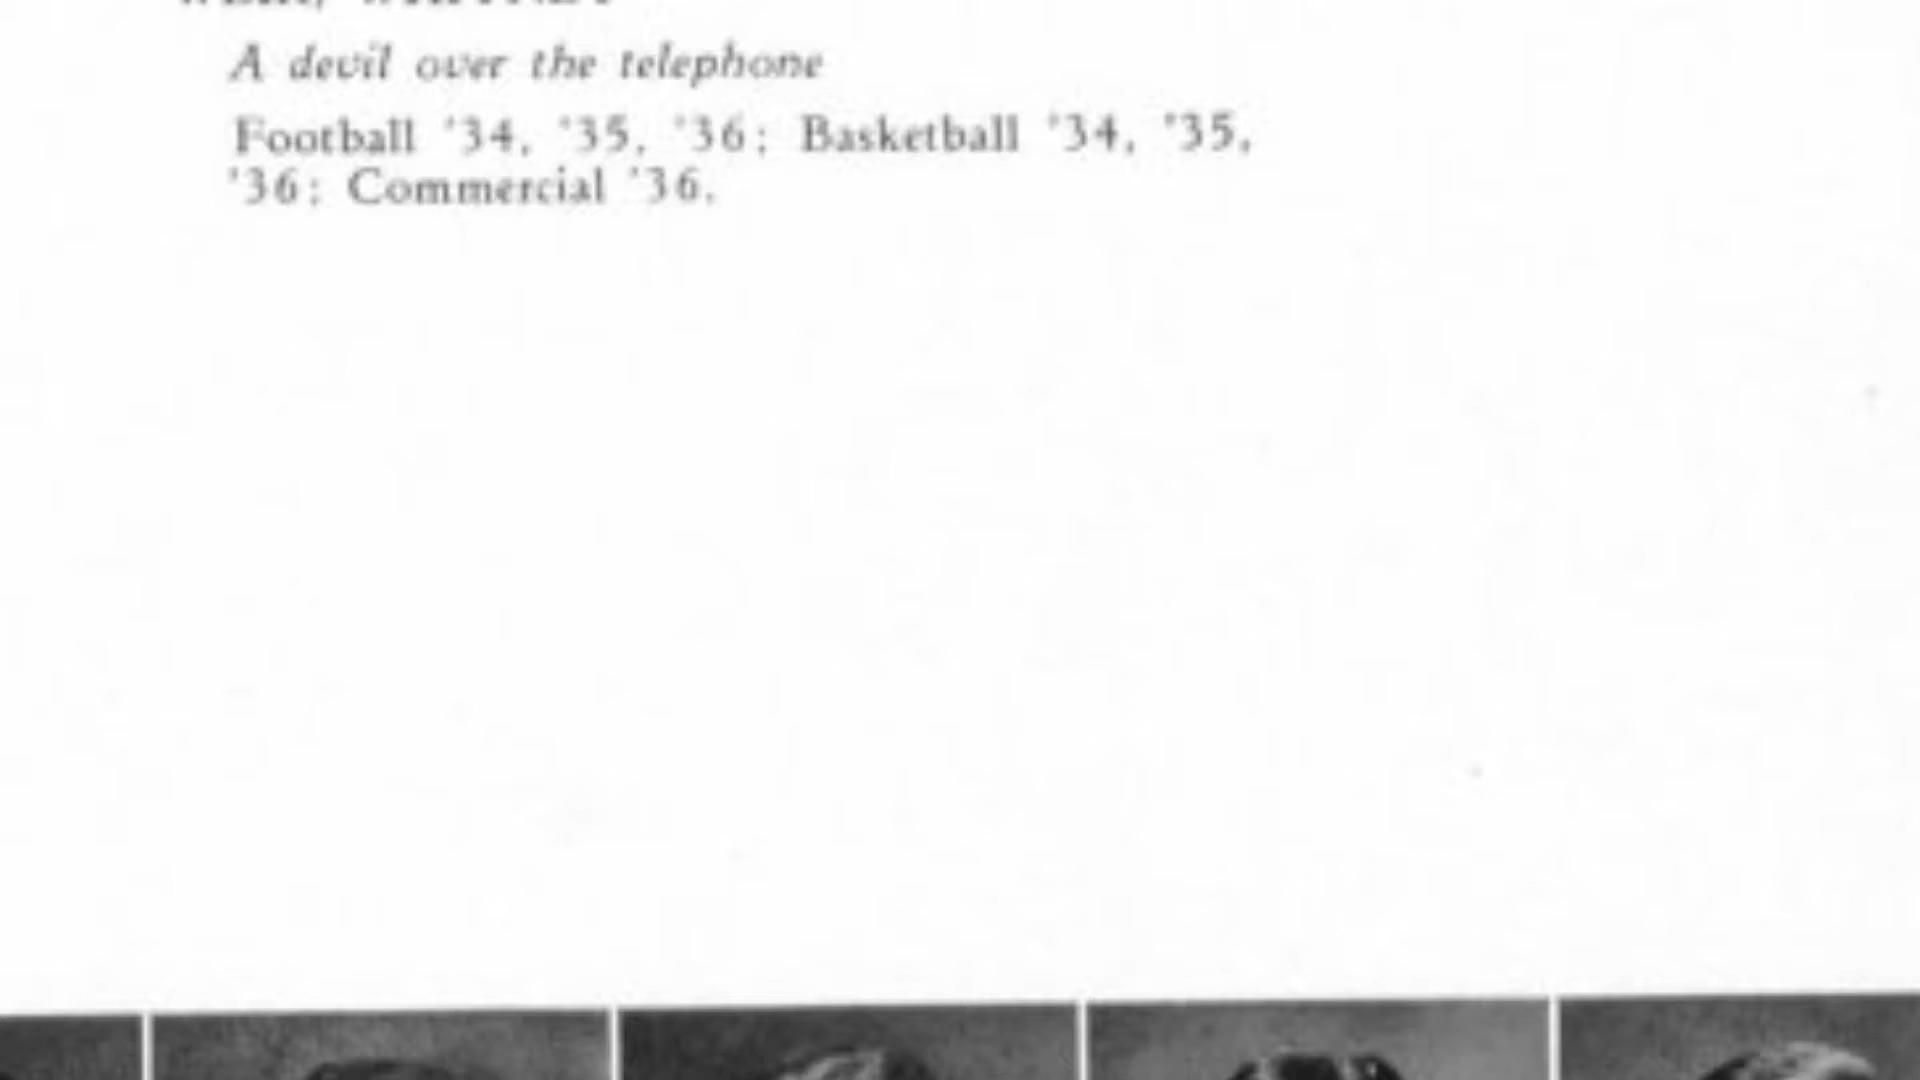 A devil over the telephone
Football '34, '35, '36; Basketball '34, '35,
'36; Commercial '36.